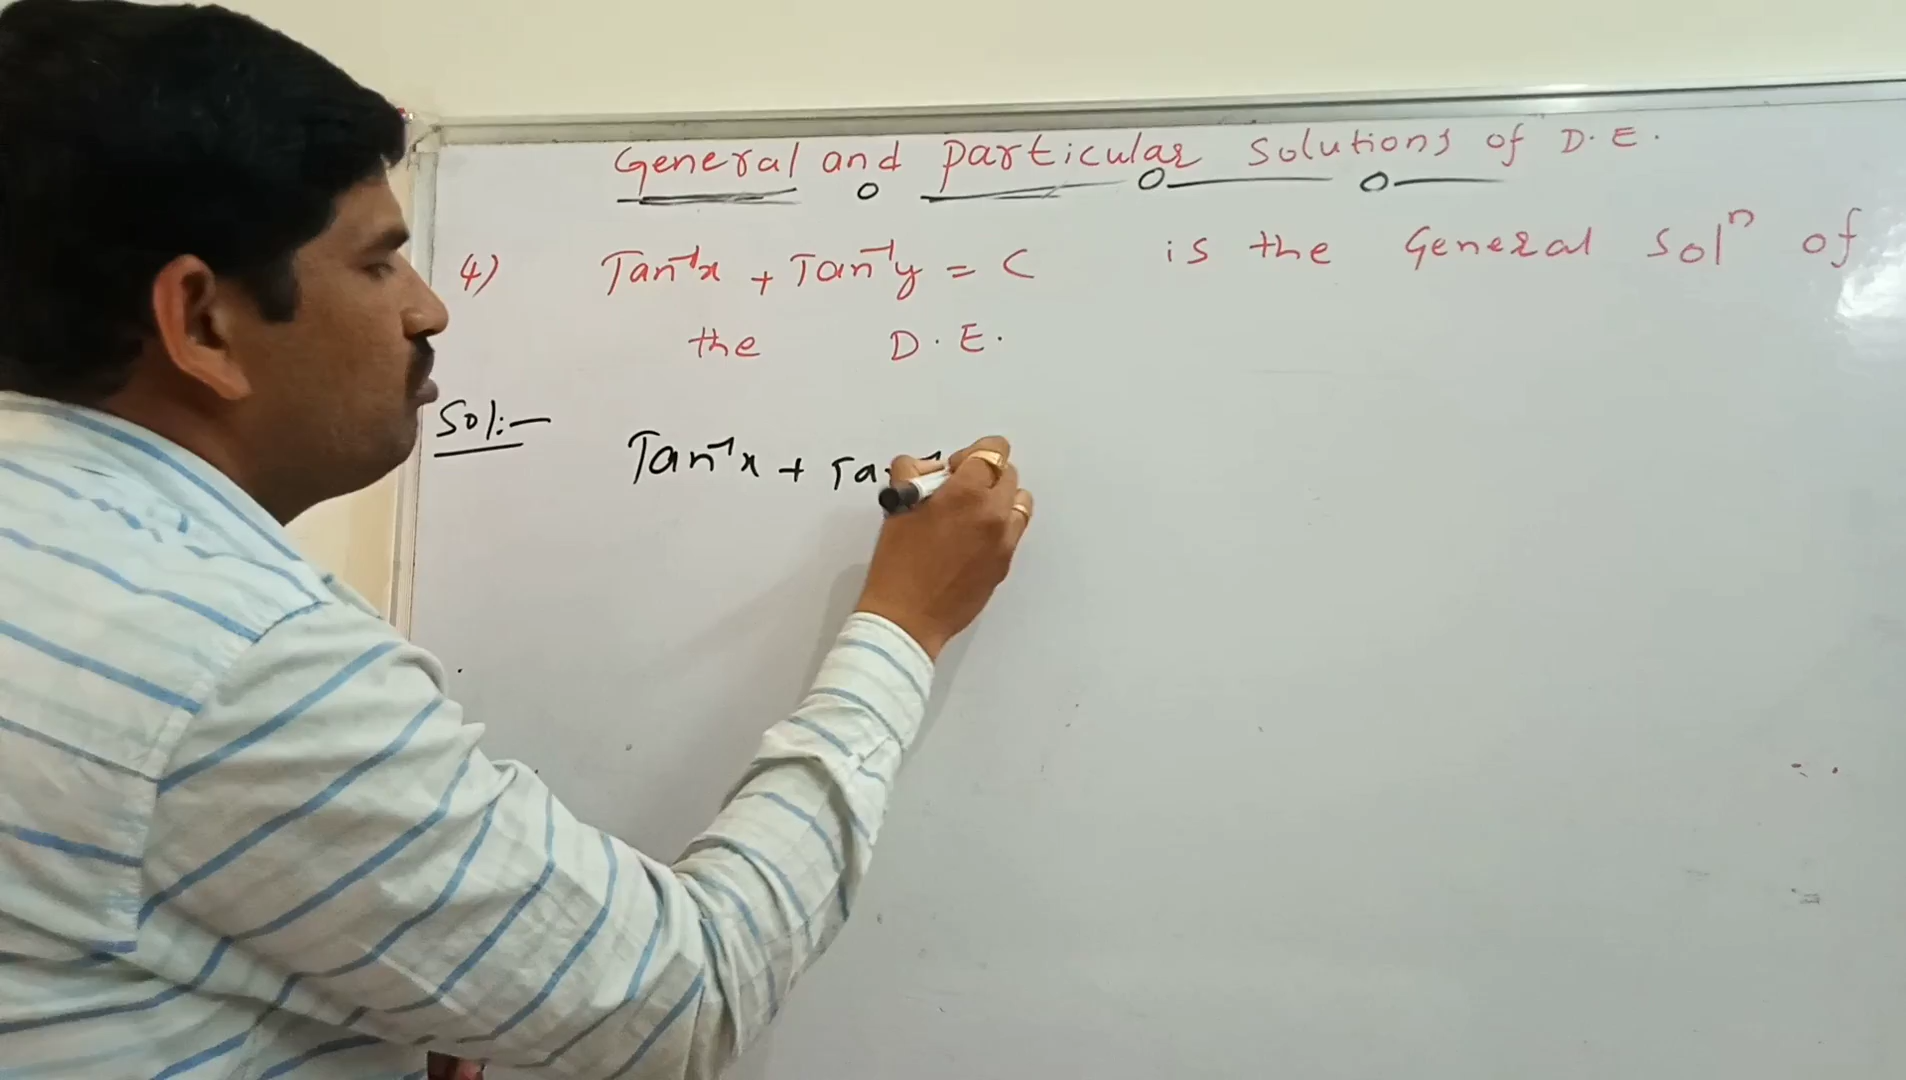 General and particular solutions of D.E.
4) Tan⁻¹x + Tan⁻¹y = C is the General solⁿ of
the D.E.
Sol:-
Tan⁻¹x + Ta